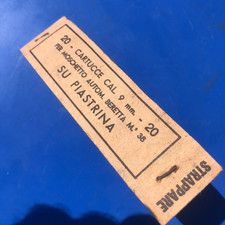 20 - CARTUCCE CAL. 9 mm. - 20
PER MOSCHETTO AUTOM. BERETTA M.° 38
SU PIASTRINA
STRAPPARE